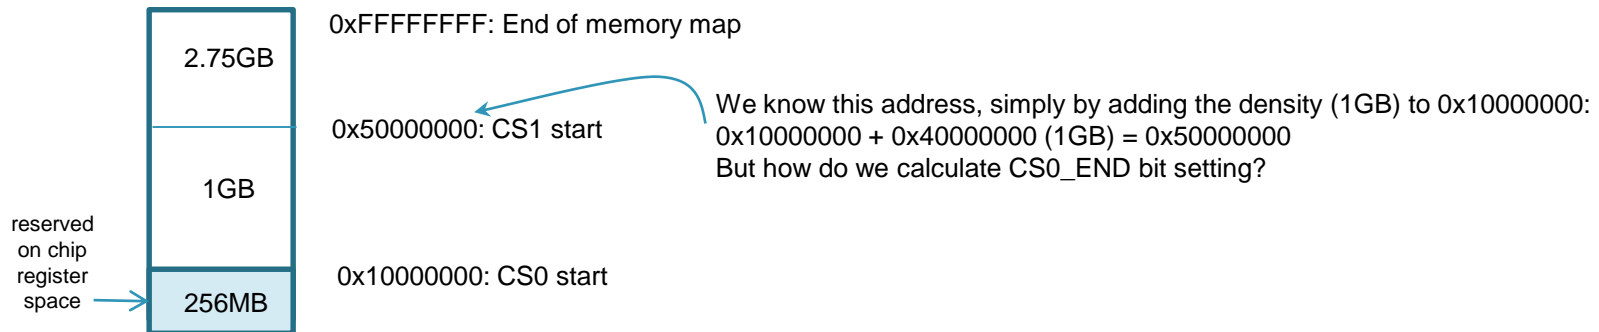 0xFFFFFFFF: End of memory map
2.75GB
We know this address, simply by adding the density (1GB) to 0x10000000:
0x50000000: CS1 start
0x10000000 + 0x40000000 (1GB) = 0x50000000
But how do we calculate CS0_END bit setting?
1GB
reserved
on chip
register
space
0x10000000: CS0 start
256MB